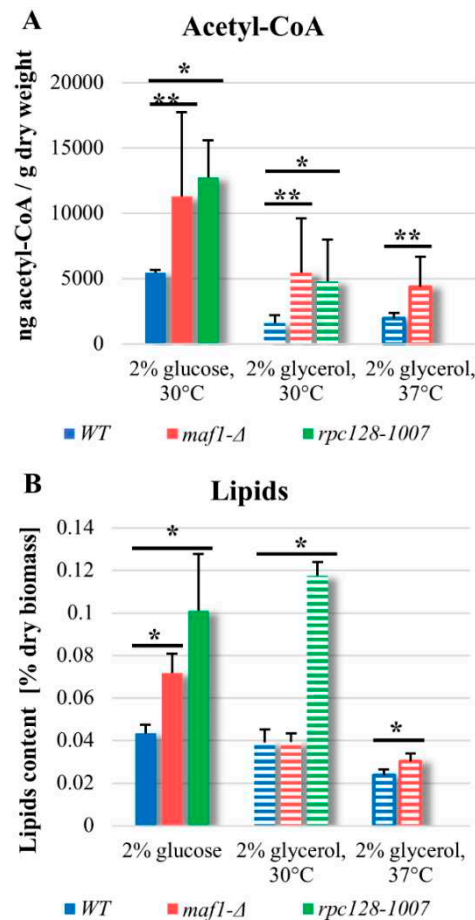 A
Acetyl-CoA
ng acetyl-CoA / g dry weight
20000
15000
10000
5000
0
*
**
*
**
**
2% glucose, 30°C
2% glycerol, 30°C
2% glycerol, 37°C
WT
maf1-Δ
rpc128-1007
B
Lipids
Lipids content [% dry biomass]
0.14
0.12
0.1
0.08
0.06
0.04
0.02
0
*
*
*
*
2% glucose
2% glycerol, 30°C
2% glycerol, 37°C
WT
maf1-Δ
rpc128-1007